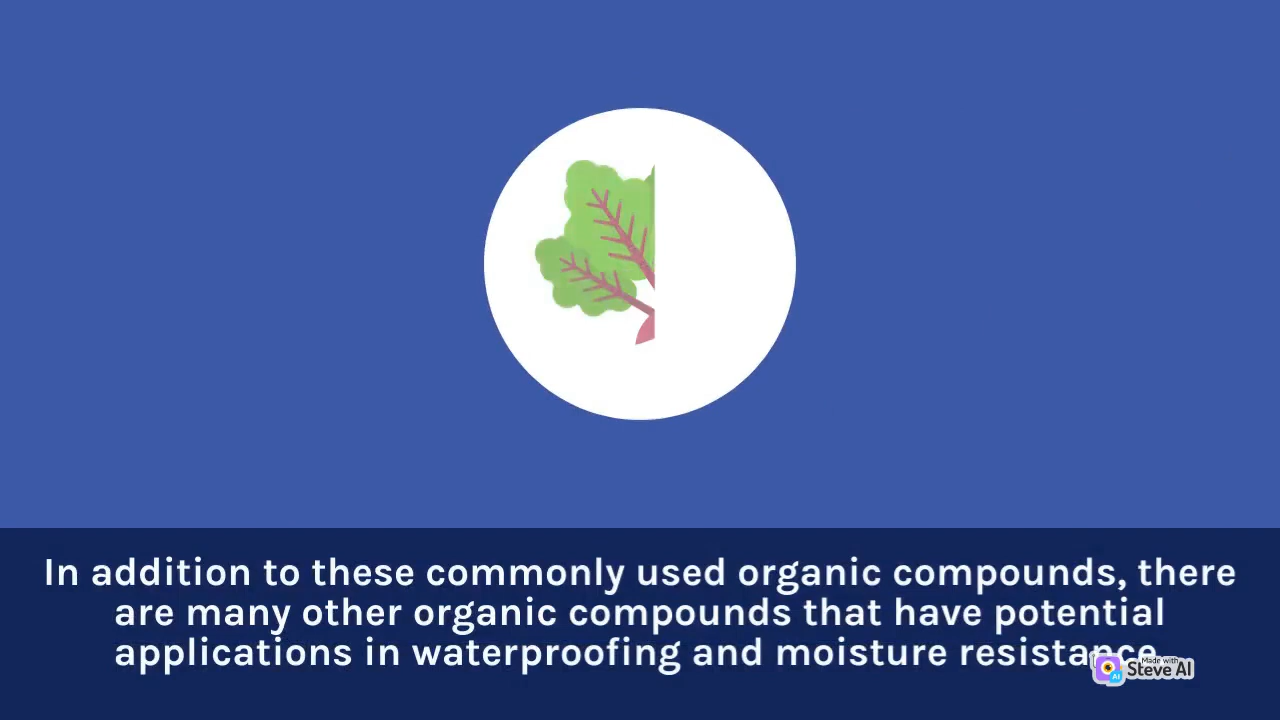 In addition to these commonly used organic compounds, there
are many other organic compounds that have potential
applications in waterproofing and moisture resistance
Made with
Steve AI
AI